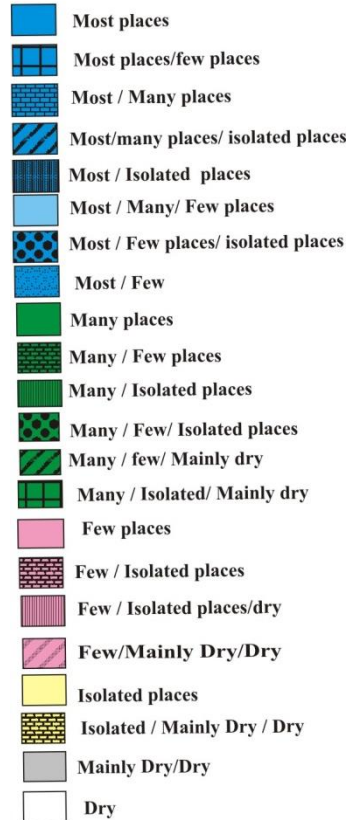 Most places
Most places/few places
Most / Many places
Most/many places/ isolated places
Most / Isolated  places
Most / Many/ Few places
Most / Few places/ isolated places
Most / Few
Many places
Many / Few places
Many / Isolated places
Many / Few/ Isolated places
Many / few/ Mainly dry
Many / Isolated/ Mainly dry
Few places
Few / Isolated places
Few / Isolated places/dry
Few/Mainly Dry/Dry
Isolated places
Isolated / Mainly Dry / Dry
Mainly Dry/Dry
Dry